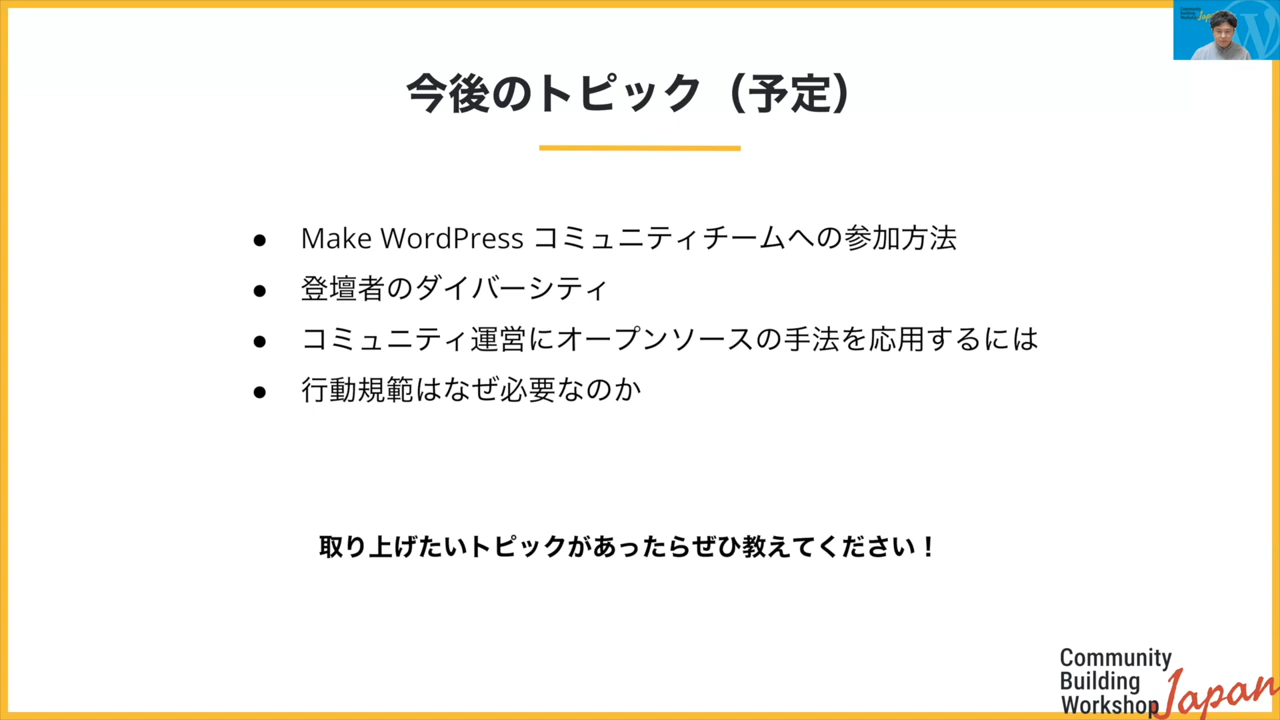 今後のトピック（予定）
● Make WordPress コミュニティチームへの参加方法
● 登壇者のダイバーシティ
● コミュニティ運営にオープンソースの手法を応用するには
● 行動規範はなぜ必要なのか
取り上げたいトピックがあったらぜひ教えてください！
Community
Building
Workshop Japan